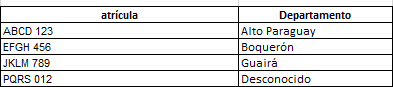 atrícula Departamento
ABCD 123 Alto Paraguay
EFGH 456 Boquerón
JKLM 789 Guairá
PQRS 012 Desconocido